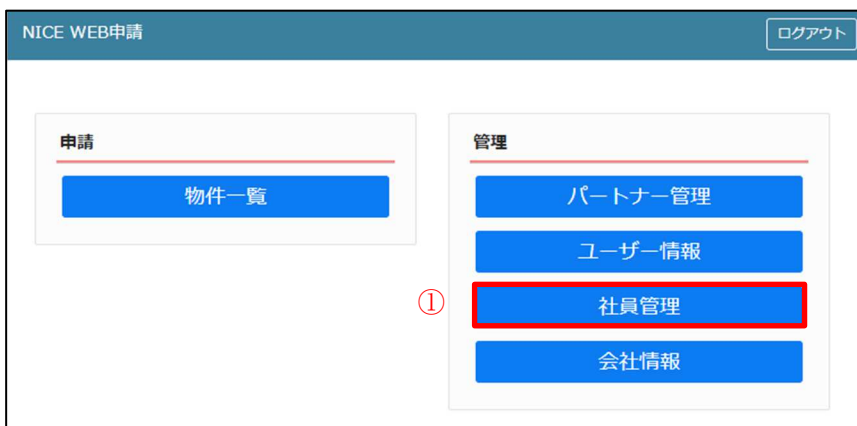 NICE WEB申請
ログアウト
申請
物件一覧
管理
パートナー管理
ユーザー情報
①
社員管理
会社情報